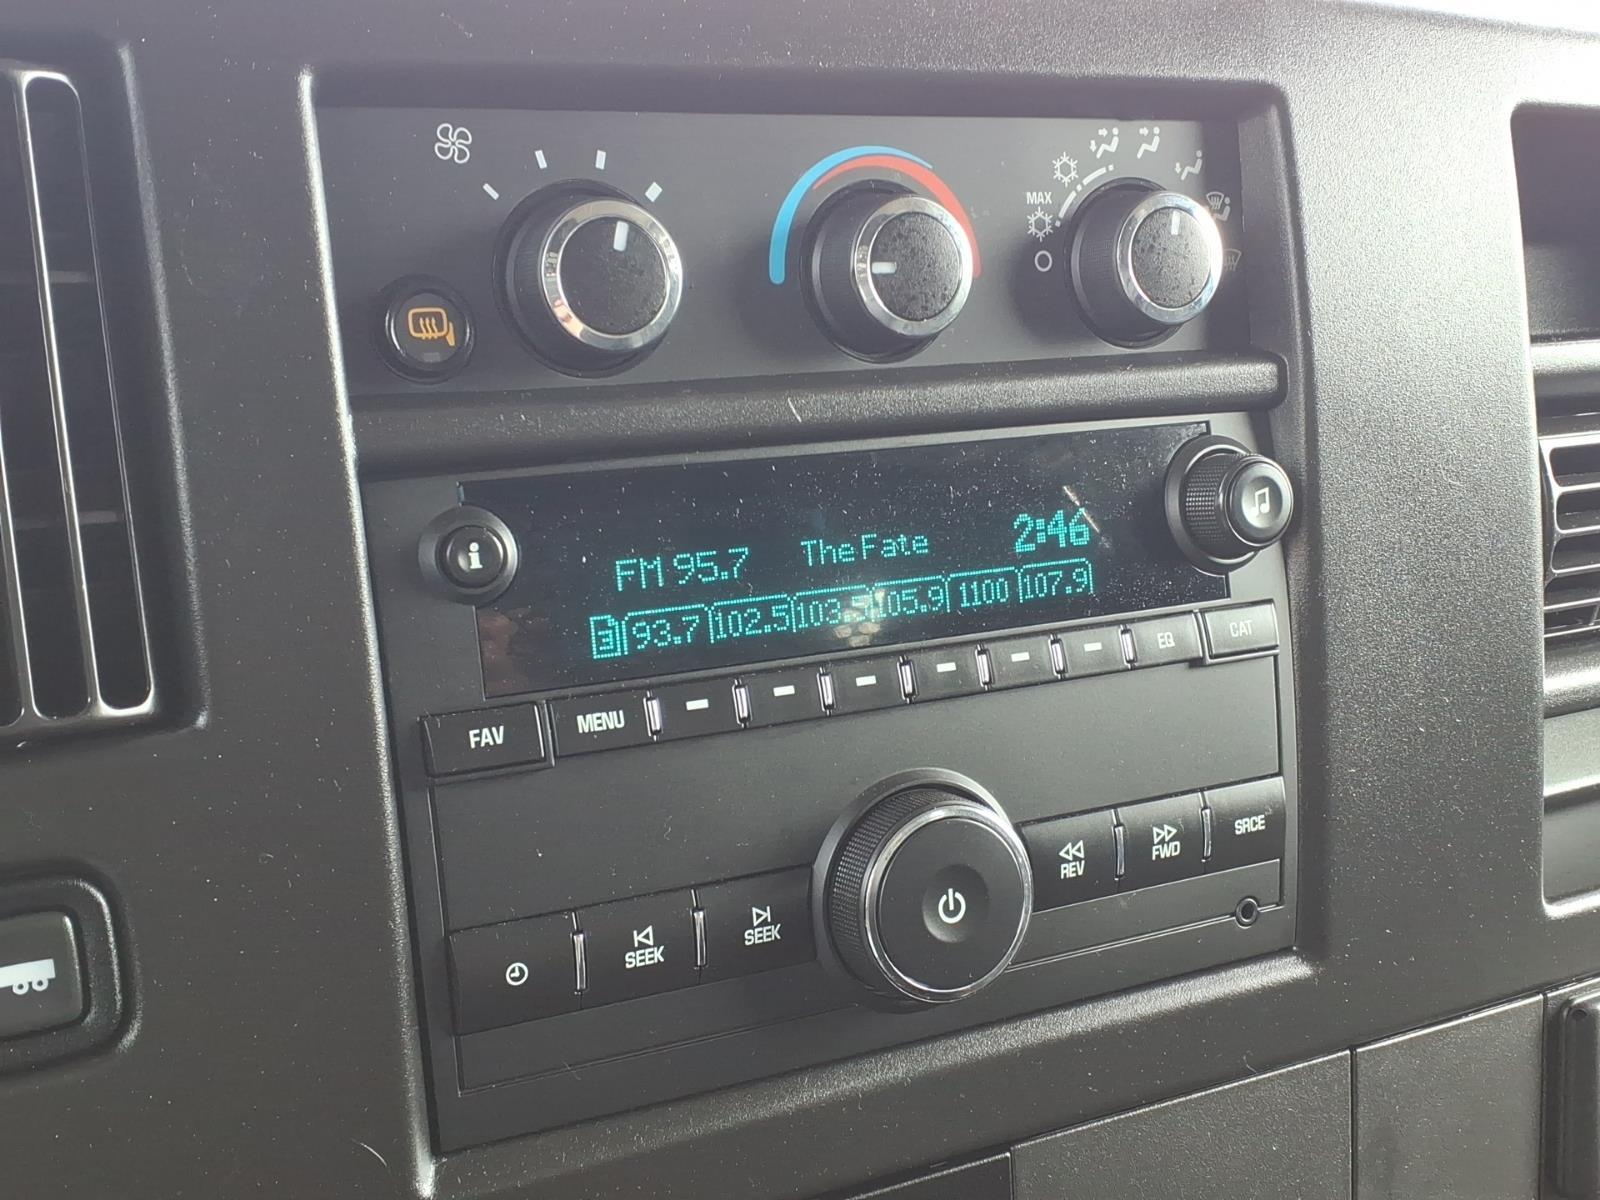 MAX
FM 95.7 The Fate 2:46
3 93.7 102.5 103.5 105.9 1100 107.9
FAV MENU EQ CAT
SEEK SEEK
REV FWD SRCE